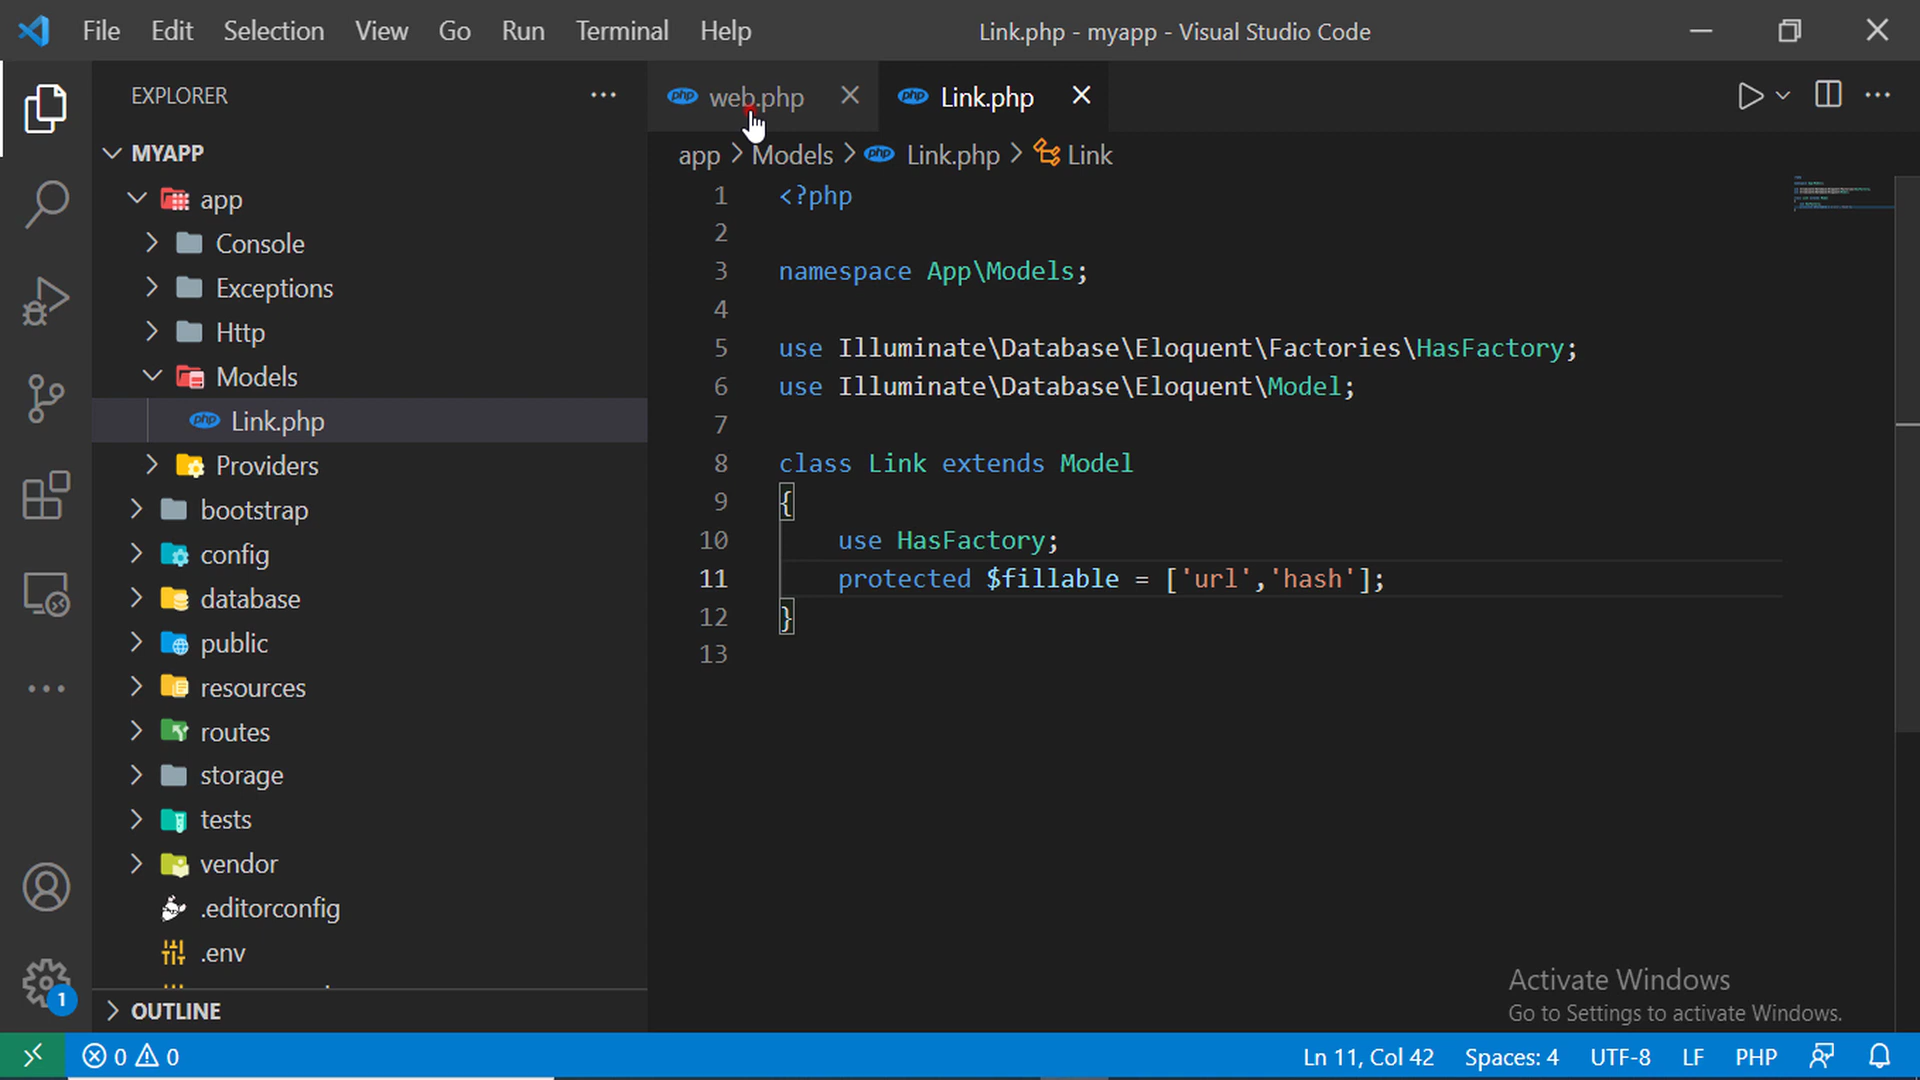 File Edit Selection View Go Run Terminal Help
Link.php - myapp - Visual Studio Code
EXPLORER
MYAPP
app
Console
Exceptions
Http
Models
Link.php
Providers
bootstrap
config
database
public
resources
routes
storage
tests
vendor
.editorconfig
.env
OUTLINE
php web.php
php Link.php
app > Models > php Link.php > Link
1 <?php
2
3 namespace App\Models;
4
5 use Illuminate\Database\Eloquent\Factories\HasFactory;
6 use Illuminate\Database\Eloquent\Model;
7
8 class Link extends Model
9 {
10 use HasFactory;
11 protected $fillable = ['url','hash'];
12 }
13
Activate Windows
Go to Settings to activate Windows.
1
0 0
Ln 11, Col 42 Spaces: 4 UTF-8 LF PHP